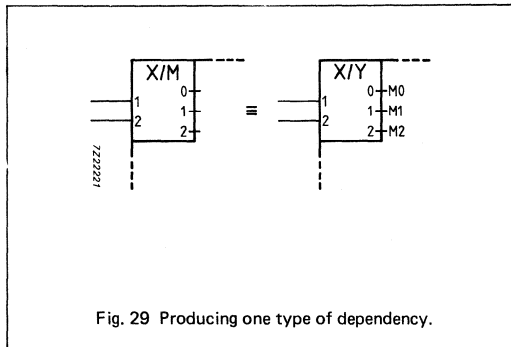 X/M
0
1
1
2
2
7Z22221
≡
X/Y
0 M0
1
1 M1
2
2 M2
Fig. 29 Producing one type of dependency.